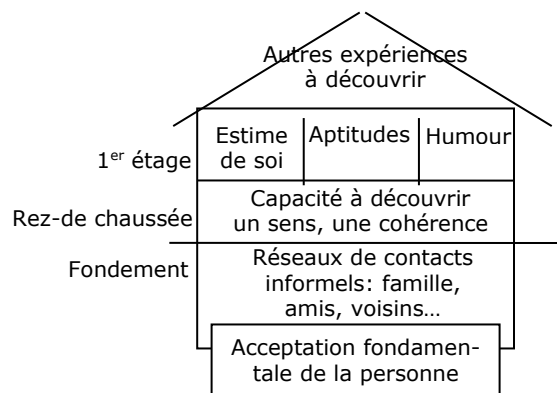 Autres expériences
à découvrir
1er étage
Estime
de soi
Aptitudes
Humour
Rez-de chaussée
Capacité à découvrir
un sens, une cohérence
Fondement
Réseaux de contacts
informels: famille,
amis, voisins…
Acceptation fondamen-
tale de la personne